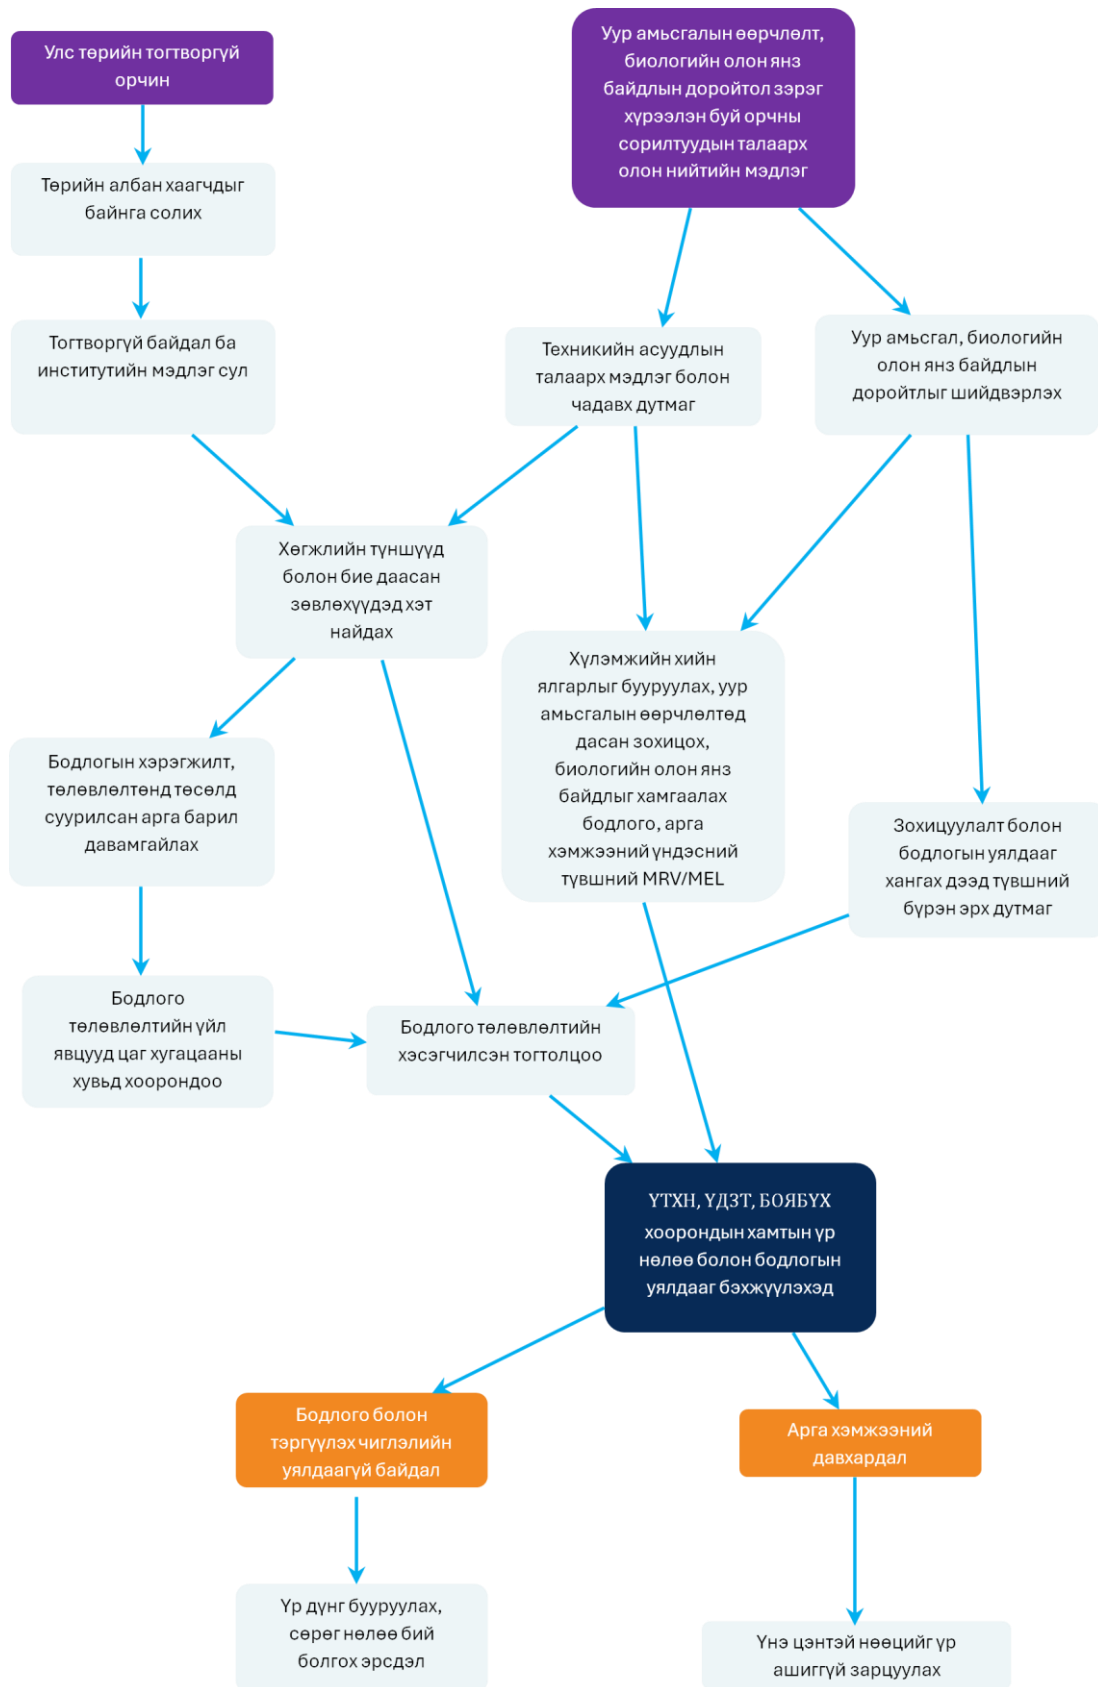 Улс төрийн тогтворгүй
орчин
Уур амьсгалын өөрчлөлт,
биологийн олон янз
байдлын доройтол зэрэг
хүрээлэн буй орчны
сорилтуудын талаарх
олон нийтийн мэдлэг
Төрийн албан хаагчдыг
байнга солих
Тогтворгүй байдал ба
институтийн мэдлэг сул
Техникийн асуудлын
талаарх мэдлэг болон
чадавх дутмаг
Уур амьсгал, биологийн
олон янз байдлын
доройтлыг шийдвэрлэх
Хөгжлийн түншүүд
болон бие даасан
зөвлөхүүдэд хэт
найдах
Хүлэмжийн хийн
ялгарлыг бууруулах, уур
амьсгалын өөрчлөлтөд
дасан зохицох,
биологийн олон янз
байдлыг хамгаалах
бодлого, арга
хэмжээний үндэсний
түвшний MRV/MEL
Бодлогын хэрэгжилт,
төлөвлөлтөнд төсөлд
суурилсан арга барил
давамгайлах
Зохицуулалт болон
бодлогын уялдааг
хангах дээд түвшний
бүрэн эрх дутмаг
Бодлого
төлөвлөлтийн үйл
явцууд цаг хугацааны
хувьд хоорондоо
Бодлого төлөвлөлтийн
хэсэгчилсэн тогтолцоо
ҮТХН, ҮДЗТ, БОЯБҮХ
хоорондын хамтын үр
нөлөө болон бодлогын
уялдааг бэхжүүлэхэд
Бодлого болон
тэргүүлэх чиглэлийн
уялдаагүй байдал
Арга хэмжээний
давхардал
Үр дүнг бууруулах,
сөрөг нөлөө бий
болгох эрсдэл
Үнэ цэнтэй нөөцийг үр
ашиггүй зарцуулах